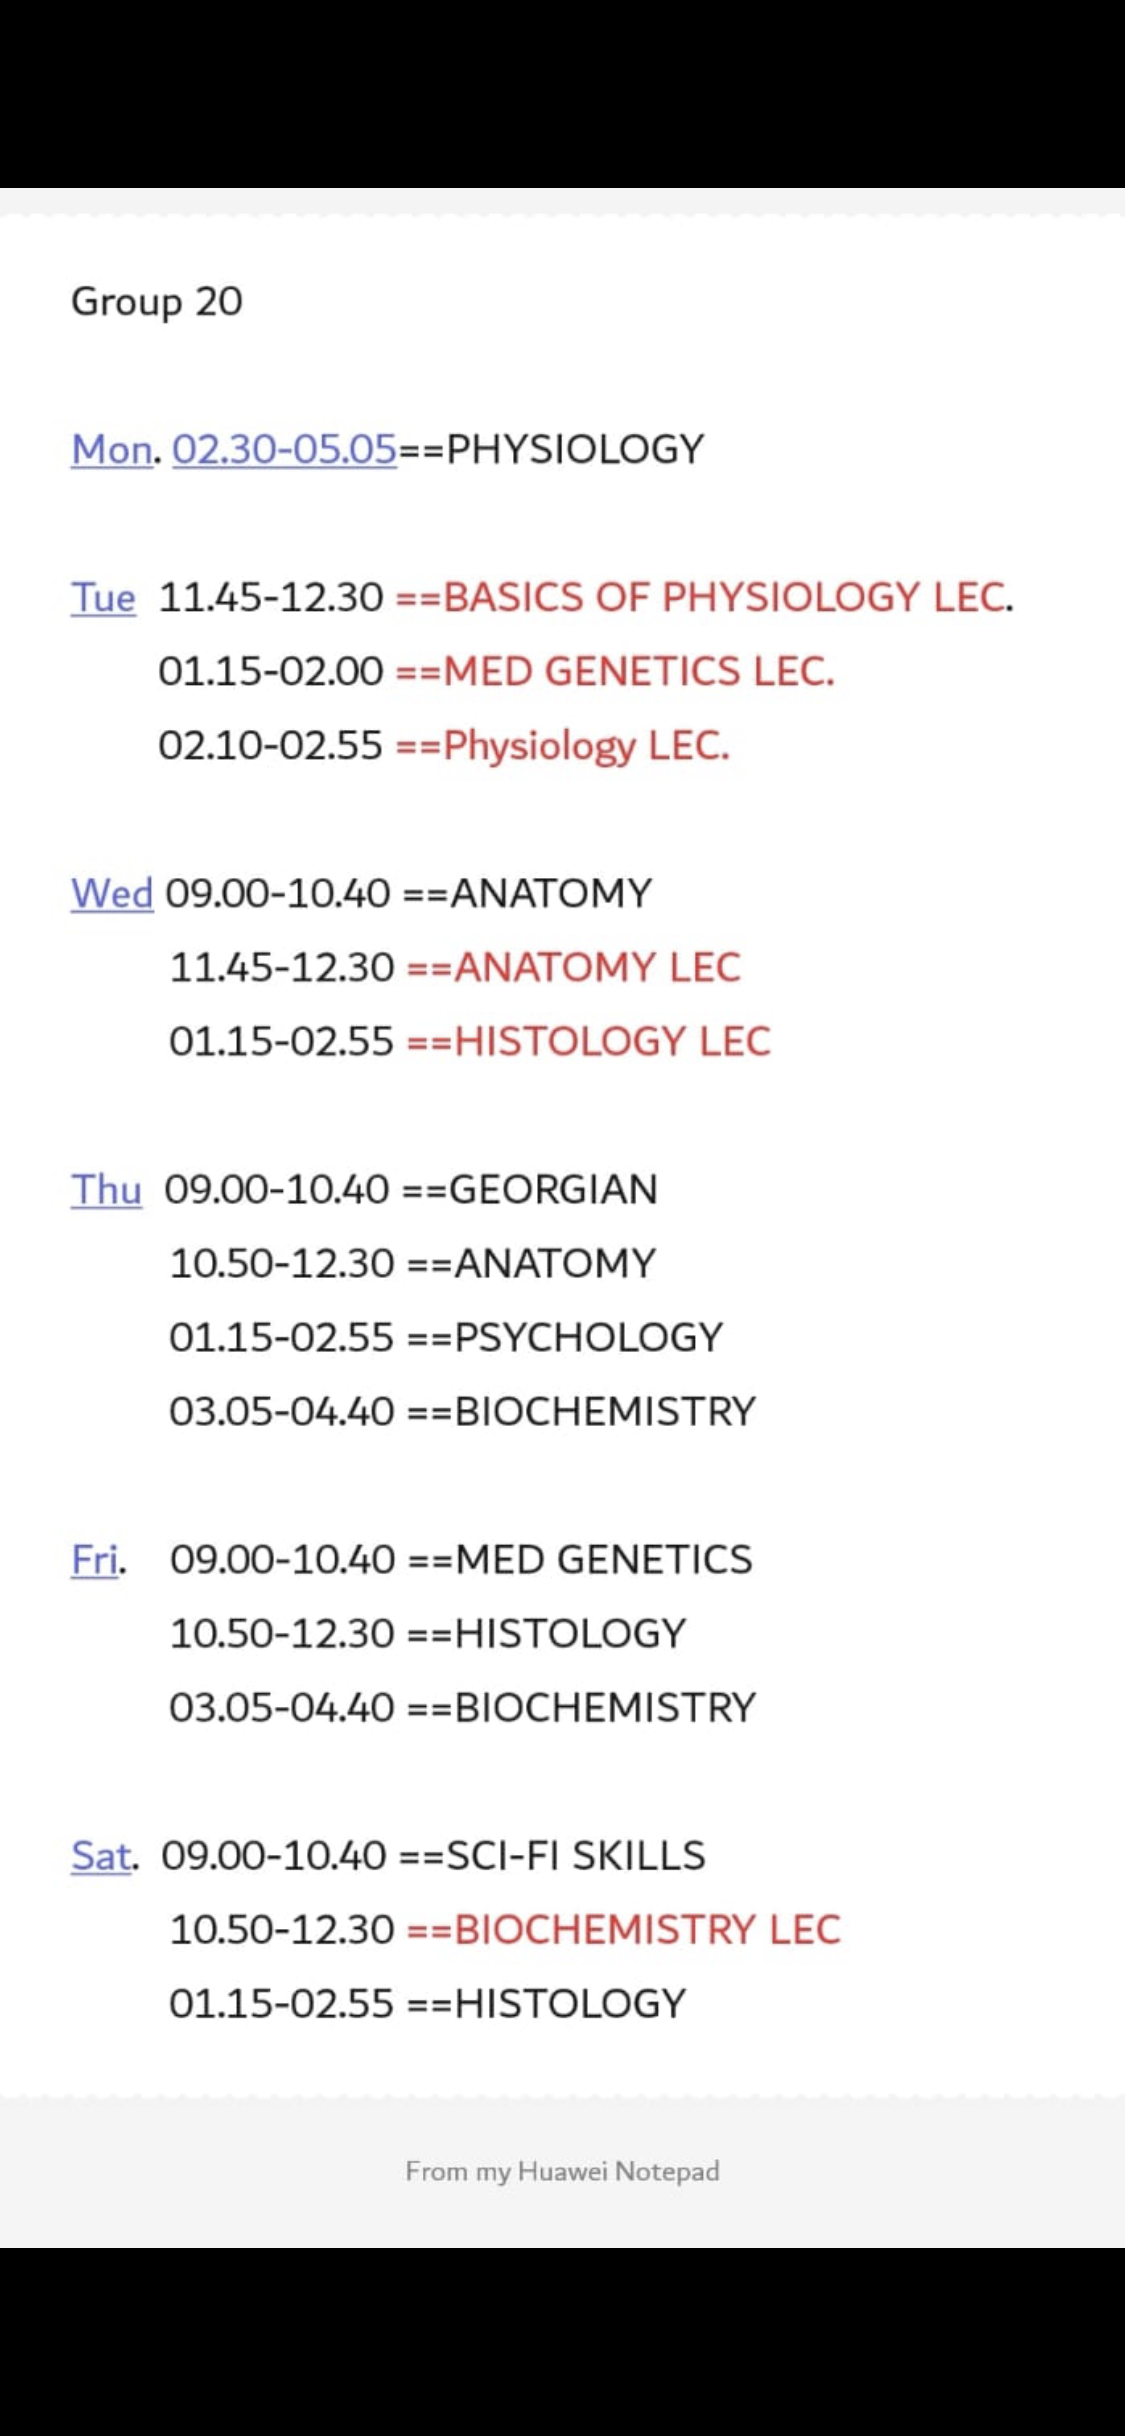 Group 20
Mon. 02.30-05.05==PHYSIOLOGY
Tue 11.45-12.30 ==BASICS OF PHYSIOLOGY LEC.
01.15-02.00 ==MED GENETICS LEC.
02.10-02.55 ==Physiology LEC.
Wed 09.00-10.40 ==ANATOMY
11.45-12.30 ==ANATOMY LEC
01.15-02.55 ==HISTOLOGY LEC
Thu 09.00-10.40 ==GEORGIAN
10.50-12.30 ==ANATOMY
01.15-02.55 ==PSYCHOLOGY
03.05-04.40 ==BIOCHEMISTRY
Fri. 09.00-10.40 ==MED GENETICS
10.50-12.30 ==HISTOLOGY
03.05-04.40 ==BIOCHEMISTRY
Sat. 09.00-10.40 ==SCI-FI SKILLS
10.50-12.30 ==BIOCHEMISTRY LEC
01.15-02.55 ==HISTOLOGY
From my Huawei Notepad